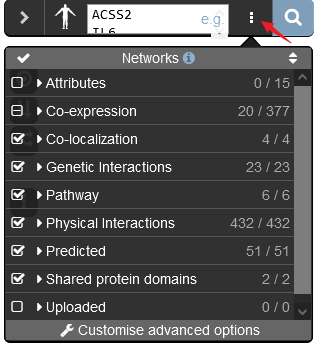 ACSS2
IL6
e.g.
Networks
Attributes 0 / 15
Co-expression 20 / 377
Co-localization 4 / 4
Genetic Interactions 23 / 23
Pathway 6 / 6
Physical Interactions 432 / 432
Predicted 51 / 51
Shared protein domains 2 / 2
Uploaded 0 / 0
Customise advanced options